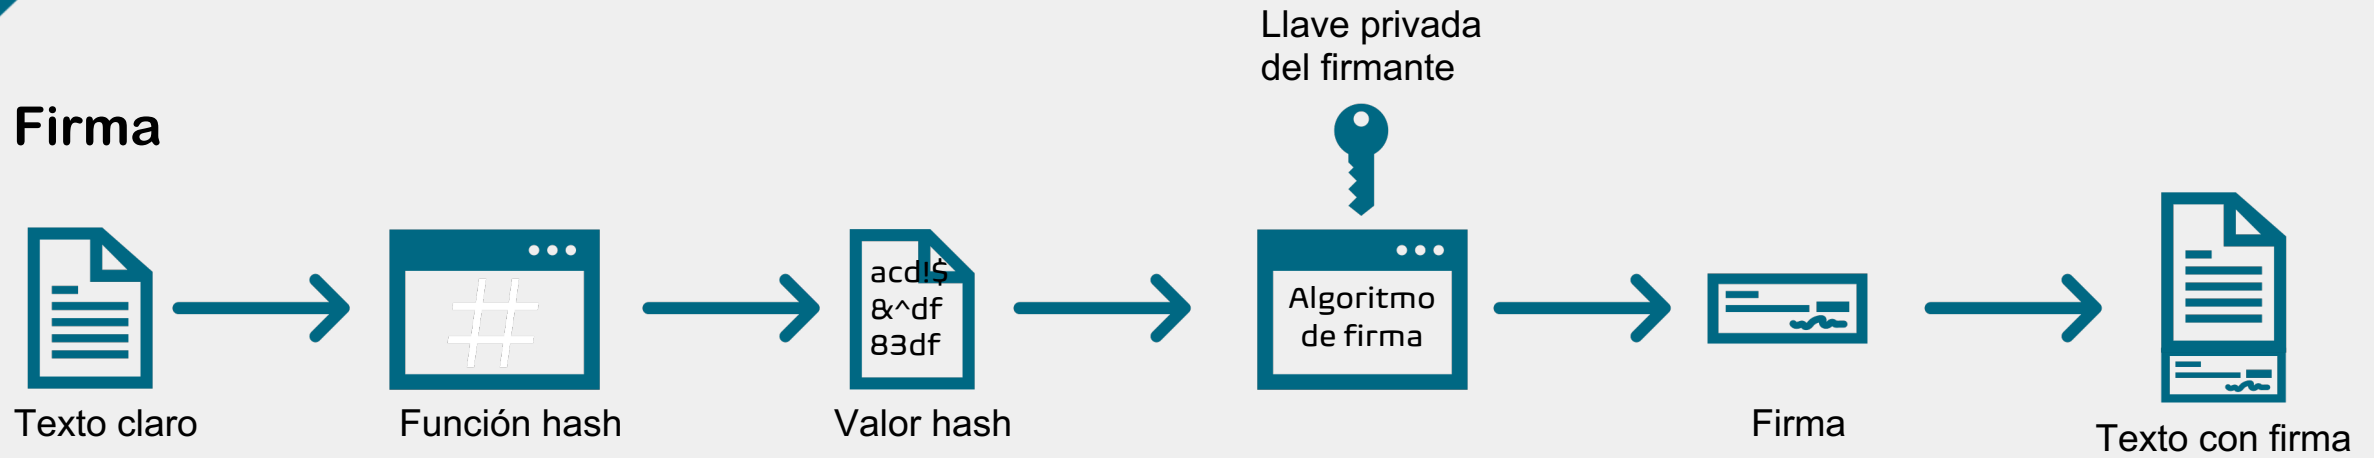 Llave privada
del firmante
Firma
#
acd!$
&^df
83df
Algoritmo
de firma
Texto claro
Función hash
Valor hash
Firma
Texto con firma